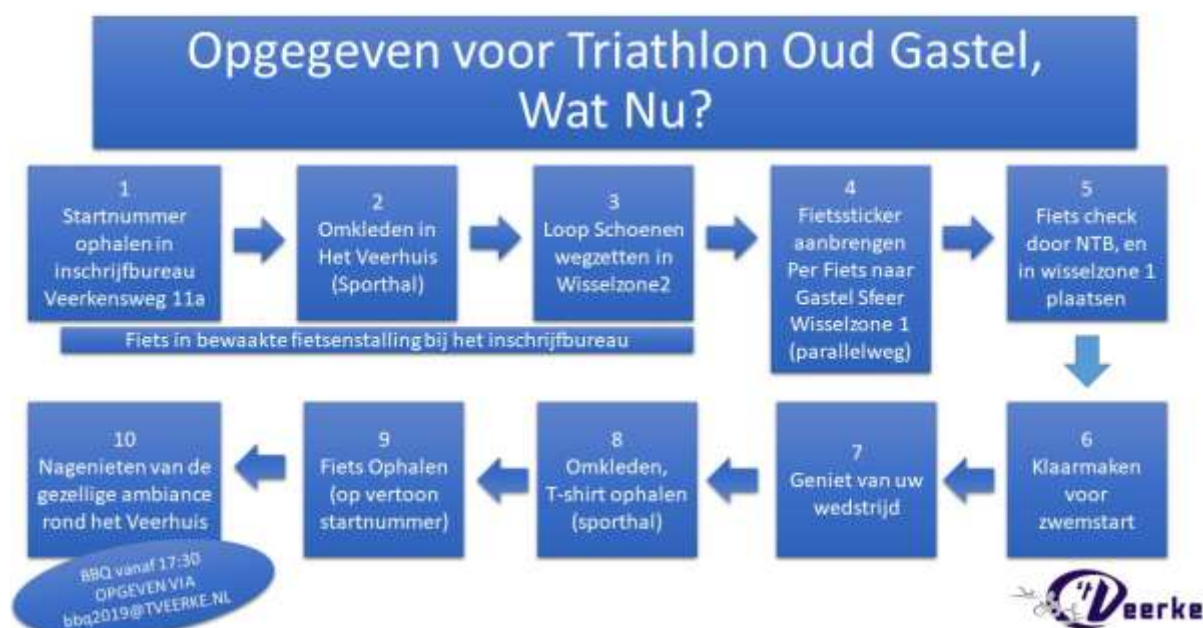 Opgegeven voor Triathlon Oud Gastel,
Wat Nu?
1
Startnummer
ophalen in
inschrijfbureau
Veerkensweg 11a
2
Omkleden in
Het Veerhuis
(Sporthal)
3
Loop Schoenen
wegzetten in
Wisselzone2
Fiets in bewaakte fietsenstalling bij het inschrijfbureau
4
Fietssticker
aanbrengen
Per Fiets naar
Gastel Sfeer
Wisselzone 1
(parallelweg)
5
Fiets check
door NTB, en
in wisselzone 1
plaatsen
6
Klaarmaken
voor
zwemstart
7
Geniet van uw
wedstrijd
8
Omkleden,
T-shirt ophalen
(sporthal)
9
Fiets Ophalen
(op vertoon
startnummer)
10
Nagenieten van de
gezellige ambiance
rond het Veerhuis
BBQ vanaf 17:30
OPGEVEN VIA
bbq2019@TVEERKE.NL
't Veerke